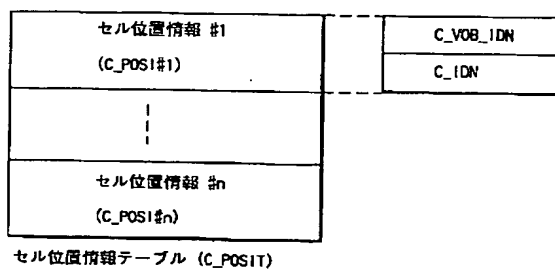 セル位置情報 #1
(C_POSI#1)
C_VOB_IDN
C_IDN
セル位置情報 #n
(C_POSI#n)
セル位置情報テーブル (C_POSIT)